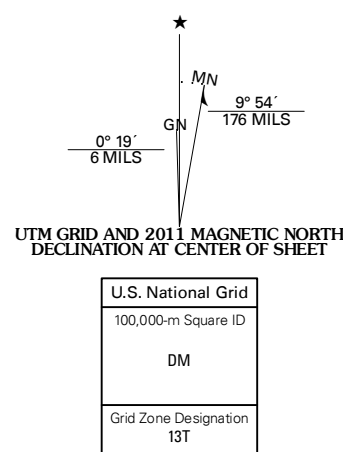 ★
MN
GN
9° 54´
176 MILS
0° 19´
6 MILS
UTM GRID AND 2011 MAGNETIC NORTH
DECLINATION AT CENTER OF SHEET
U.S. National Grid
100,000-m Square ID
DM
Grid Zone Designation
13T